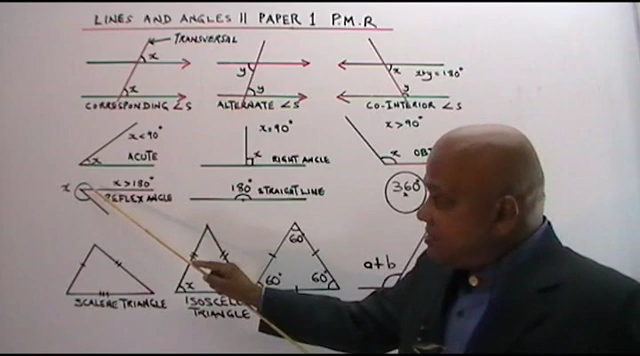 LINES AND ANGLES II PAPER 1 P.M.R
TRANSVERSAL
x
x
CORRESPONDING ∠S
y
y
ALTERNATE ∠S
x
x+y=180°
y
CO-INTERIOR ∠S
x<90°
x
ACUTE
x=90°
x
RIGHT ANGLE
x>90°
x
x
x>180°
REFLEX ANGLE
180° STRAIGHT LINE
360°
SCALENE TRIANGLE
x
TRIANGLE
60°
60°
60°
a+b